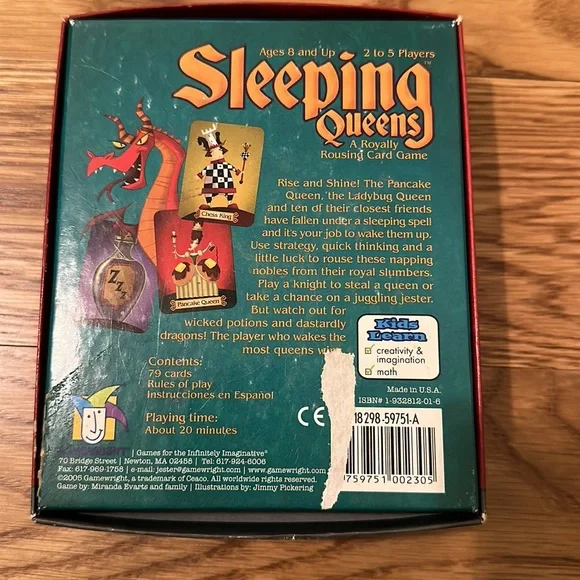 Ages 8 and Up 2 to 5 Players
Sleeping
Queens
TM
A Royally
Rousing Card Game
Chess King
Pancake Queen
ZZZ
Rise and Shine! The Pancake
Queen, the Ladybug Queen
and ten of their closest friends
have fallen under a sleeping spell
and it's your job to wake them up.
Use strategy, quick thinking and a
little luck to rouse these napping
nobles from their royal slumbers.
Play a knight to steal a queen or
take a chance on a juggling jester.
But watch out for
wicked potions and dastardly
dragons! The player who wakes the
most queens
Kids
Learn
creativity &
imagination
math
Contents:
79 cards
Rules of play
Instrucciones en Español
Playing time:
About 20 minutes
Made in U.S.A.
ISBN# 1-932812-01-6
CE
18298-59751-A
759751 002305
| Games for the Infinitely Imaginative®
70 Bridge Street | Newton, MA 02458 | Tel: 617-924-6006
Fax: 617-969-1758 | e-mail: jester@gamewright.com | www.gamewright.com
©2005 Gamewright, a trademark of Ceaco. All worldwide rights reserved.
Game by: Miranda Evarts and family | Illustrations by: Jimmy Pickering